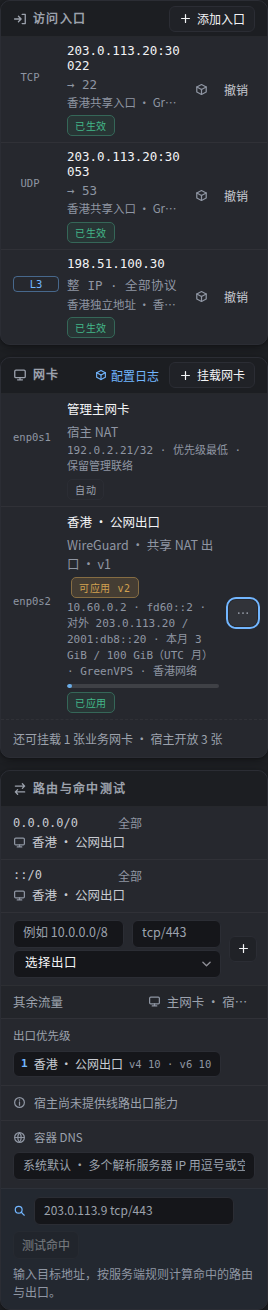 访问入口
添加入口
TCP
203.0.113.20:30
022
→ 22
香港共享入口 · Gr…
已生效
撤销
UDP
203.0.113.20:30
053
→ 53
香港共享入口 · Gr…
已生效
撤销
L3
198.51.100.30
整 IP · 全部协议
香港独立地址 · 香…
已生效
撤销
网卡
配置日志
挂载网卡
enp0s1
管理主网卡
宿主 NAT
192.0.2.21/32 · 优先级最低 ·
保留管理联络
自动
enp0s2
香港 · 公网出口
WireGuard · 共享 NAT 出
口 · v1
可应用 v2
10.60.0.2 · fd60::2 ·
对外 203.0.113.20 /
2001:db8::20 · 本月 3
GiB / 100 GiB（UTC 月）
· GreenVPS · 香港网络
已应用
…
还可挂载 1 张业务网卡 · 宿主开放 3 张
路由与命中测试
0.0.0.0/0 全部
香港 · 公网出口
::/0 全部
香港 · 公网出口
例如 10.0.0.0/8 tcp/443
选择出口
其余流量 主网卡 · 宿…
出口优先级
1 香港 · 公网出口 v4 10 · v6 10
宿主尚未提供线路出口能力
容器 DNS
系统默认 · 多个解析服务器 IP 用逗号或空
203.0.113.9 tcp/443
测试命中
输入目标地址，按服务端规则计算命中的路由
与出口。